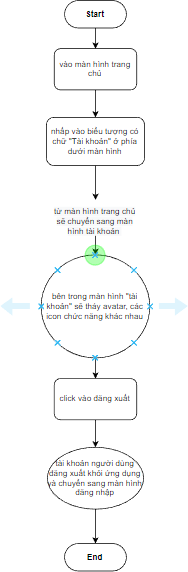 Start
vào màn hình trang
chủ
nhấp vào biểu tượng có
chữ "Tài khoản" ở phía
dưới màn hình
từ màn hình trang chủ
sẽ chuyển sang màn
hình tài khoản
bên trong màn hình "tài
khoản" sẽ thấy avatar, các
icon chức năng khác nhau
click vào đăng xuất
tài khoản người dùng
đăng xuất khỏi ứng dụng
và chuyển sang màn hình
đăng nhập
End